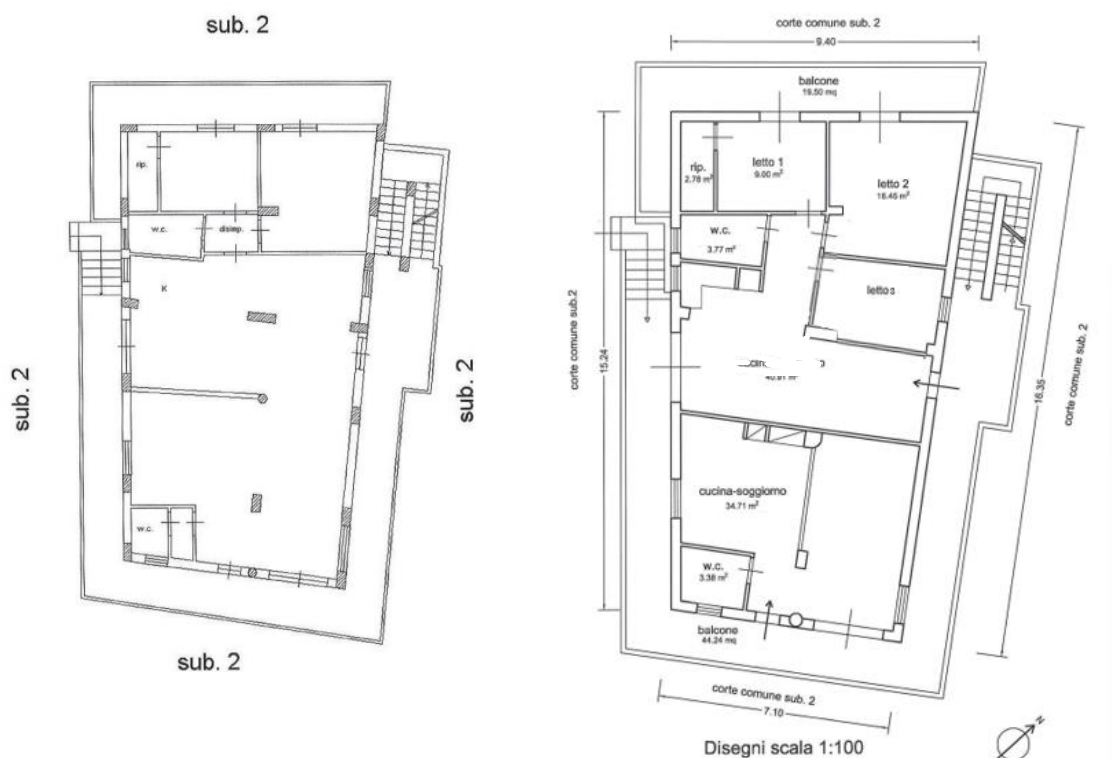 sub. 2
rip.
w.c.
disimp.
K
sub. 2
sub. 2
w.c.
sub. 2
corte comune sub. 2
9.40
balcone
19.50 mq
rip.
2.78 m²
letto 1
9.00 m²
letto 2
16.45 m²
w.c.
3.77 m²
letto 3
corte comune sub.2
15.24
corte comune sub. 2
16.35
cucina-soggiorno
34.71 m²
w.c.
3.38 m²
balcone
44.24 mq
corte comune sub. 2
7.10
Disegni scala 1:100
N